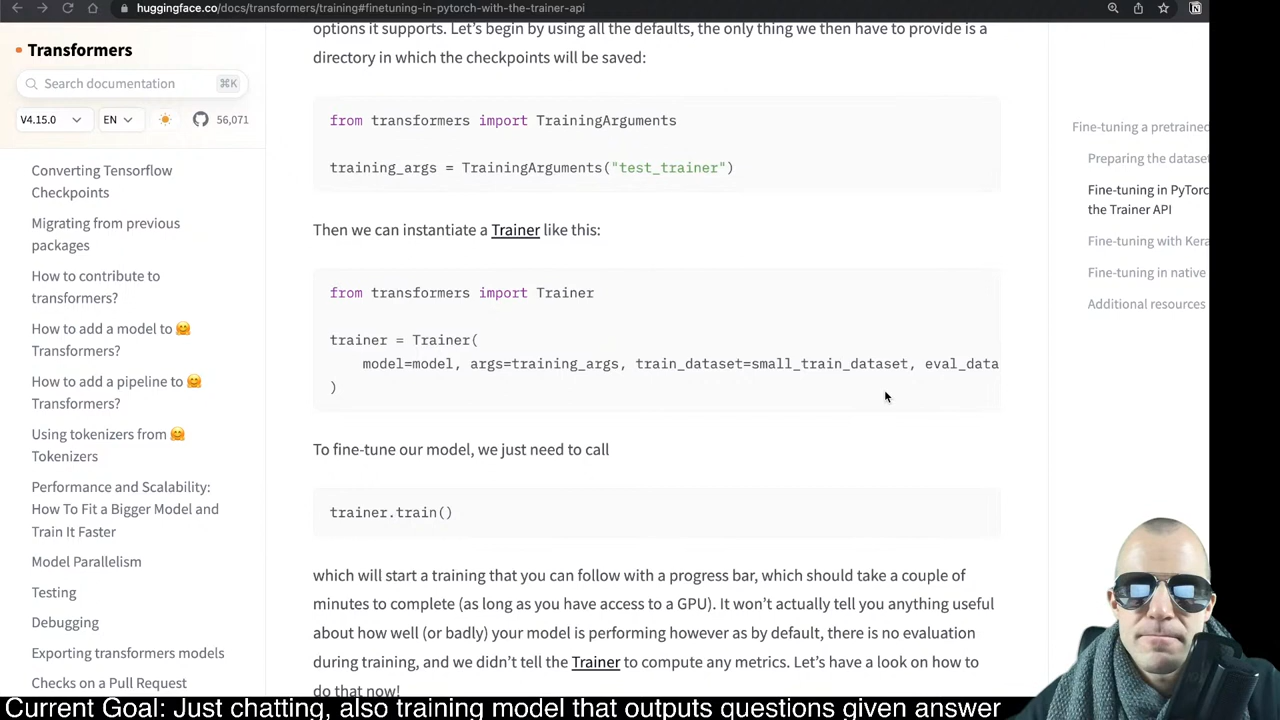 huggingface.co/docs/transformers/training#finetuning-in-pytorch-with-the-trainer-api
Transformers
Search documentation
⌘K
V4.15.0
EN
56,071
Converting Tensorflow
Checkpoints
Migrating from previous
packages
How to contribute to
transformers?
How to add a model to 🤗
Transformers?
How to add a pipeline to 🤗
Transformers?
Using tokenizers from 🤗
Tokenizers
Performance and Scalability:
How To Fit a Bigger Model and
Train It Faster
Model Parallelism
Testing
Debugging
Exporting transformers models
Checks on a Pull Request
options it supports. Let's begin by using all the defaults, the only thing we then have to provide is a
directory in which the checkpoints will be saved:
from transformers import TrainingArguments
training_args = TrainingArguments("test_trainer")
Then we can instantiate a Trainer like this:
from transformers import Trainer
trainer = Trainer(
model=model, args=training_args, train_dataset=small_train_dataset, eval_data
)
To fine-tune our model, we just need to call
trainer.train()
which will start a training that you can follow with a progress bar, which should take a couple of
minutes to complete (as long as you have access to a GPU). It won't actually tell you anything useful
about how well (or badly) your model is performing however as by default, there is no evaluation
during training, and we didn't tell the Trainer to compute any metrics. Let's have a look on how to
do that now!
Fine-tuning a pretrained
Preparing the dataset
Fine-tuning in PyTorc
the Trainer API
Fine-tuning with Kera
Fine-tuning in native
Additional resources
Current Goal: Just chatting, also training model that outputs questions given answer